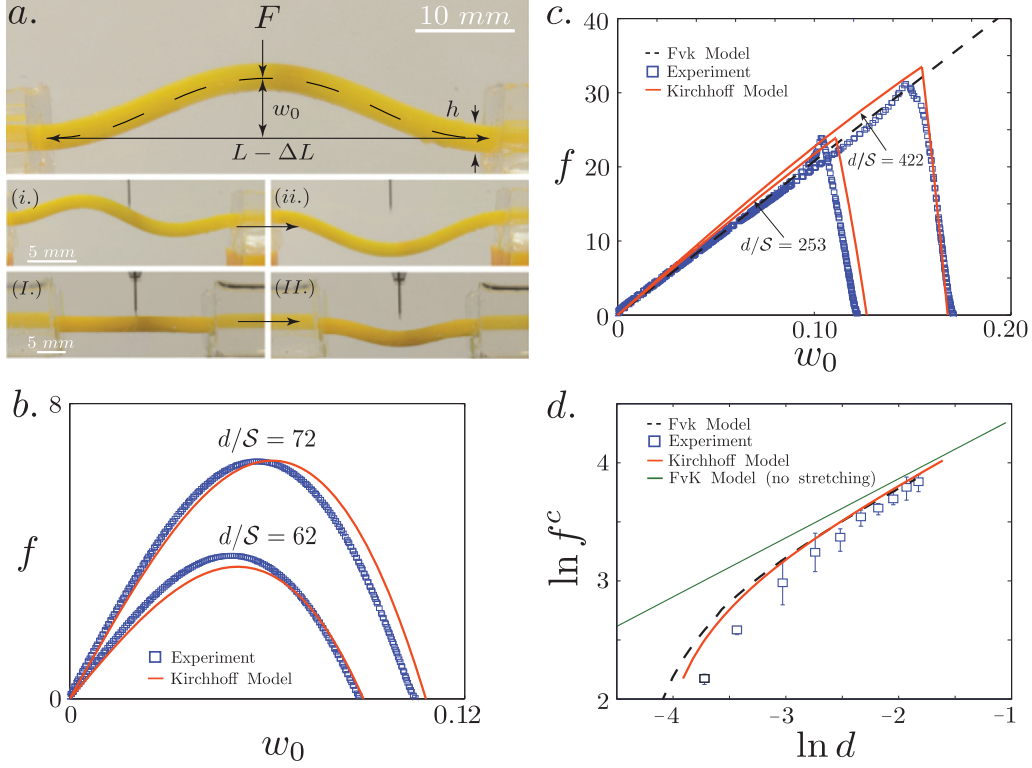 a.
F
10 mm
w₀
h
L − ΔL
(i.)
(ii.)
5 mm
(I.)
(II.)
5 mm
b.
8
d/S = 72
d/S = 62
f
Experiment
Kirchhoff Model
0
0
0.12
w₀
c.
40
30
20
10
0
f
Fvk Model
Experiment
Kirchhoff Model
d/S = 422
d/S = 253
0
0.10
0.20
w₀
d.
Fvk Model
Experiment
Kirchhoff Model
FvK Model (no stretching)
4
3
2
ln fᶜ
-4
-3
-2
-1
ln d